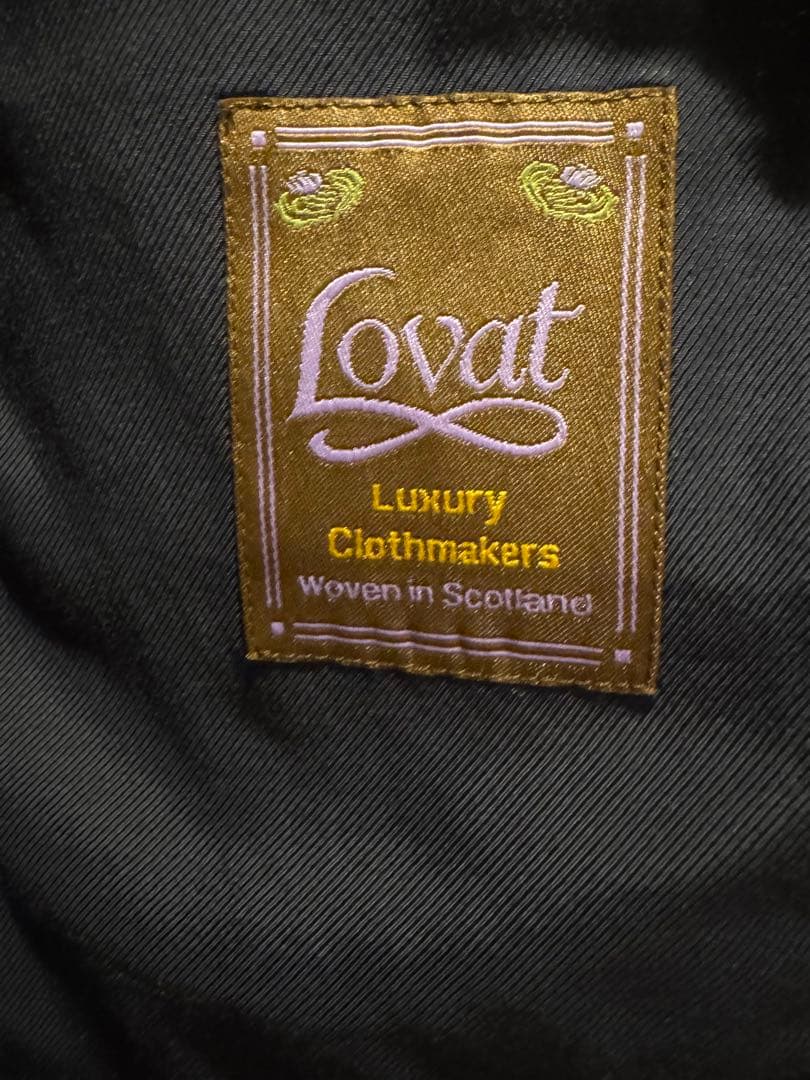 Lovat
Luxury
Clothmakers
Woven in Scotland